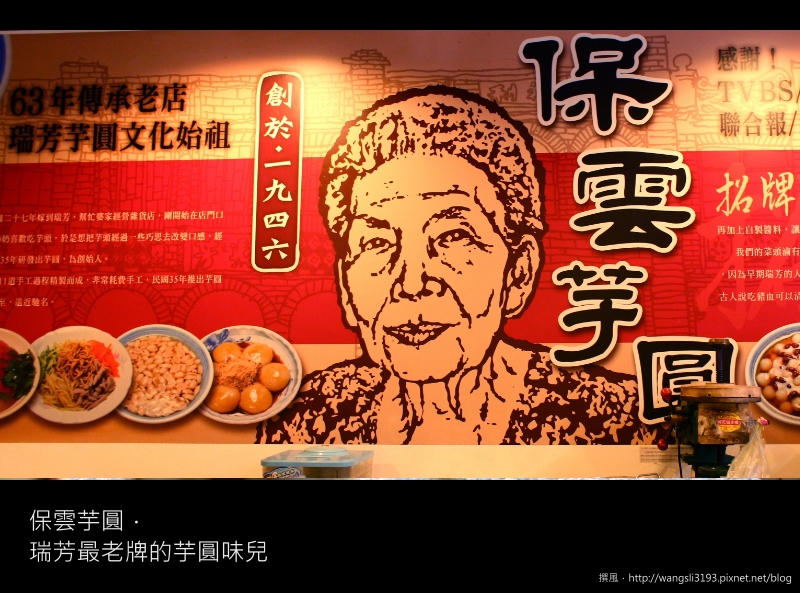 63年傳承老店
瑞芳芋圓文化始祖
創於·一九四六
保雲芋圓
感謝！
TVBS/
聯合報/
招牌
二十七年嫁到瑞芳，幫忙婆家經營雜貨店，剛開始在店門口
奶喜歡吃芋頭，於是想把芋頭經過一些巧思去改變口感，經
35年研發出芋圓，為創始人。
道手工過程精製而成，非常耗費手工，民國35年推出芋圓
至，遠近馳名。
再加上自製醬料，讓
我們的菜頭滷有
，因為早期瑞芳的人
古人說吃豬血可以清
保雲芋圓．
瑞芳最老牌的芋圓味兒
撰風．http://wangsli3193.pixnet.net/blog